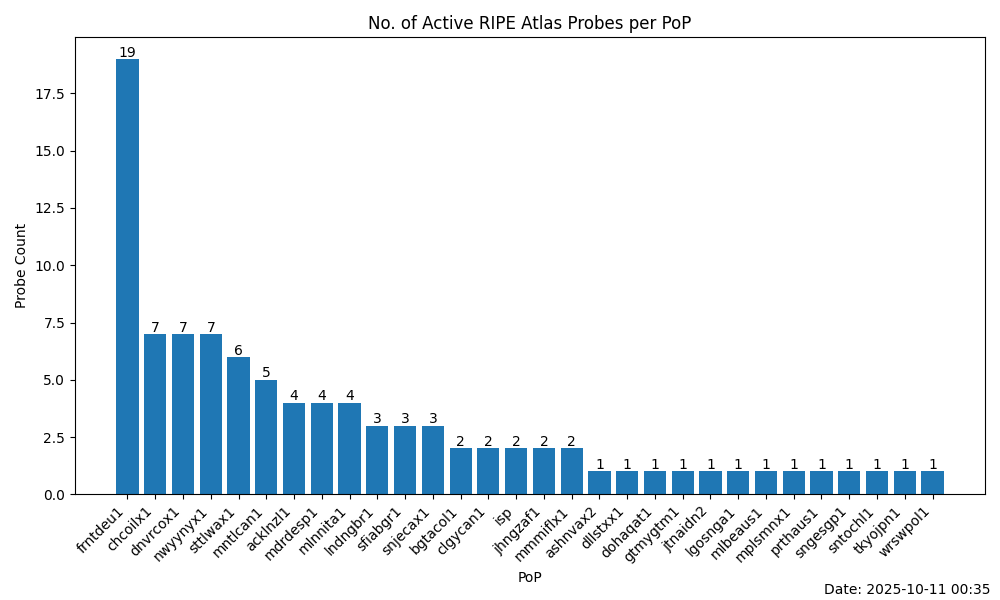 No. of Active RIPE Atlas Probes per PoP
Probe Count
17.5
15.0
12.5
10.0
7.5
5.0
2.5
0.0
19 7 7 7 6 5 4 4 4 3 3 3 2 2 2 2 2 1 1 1 1 1 1 1 1 1 1 1 1 1
frntdeu1
chcoilx1
dnvrcox1
nwyynyx1
sttlwax1
mntlcan1
acklnzl1
mdrdesp1
mlnnita1
lndngbr1
sfiabgr1
snjecax1
bgtacol1
clgycan1
isp
jhngzaf1
mmmiflx1
ashnvax2
dllstxx1
dohaqat1
gtmygtm1
jtnaidn2
lgosnga1
mlbeaus1
mplsmnx1
prthaus1
sngesgp1
sntochl1
tkyojpn1
wrswpol1
PoP
Date: 2025-10-11 00:35